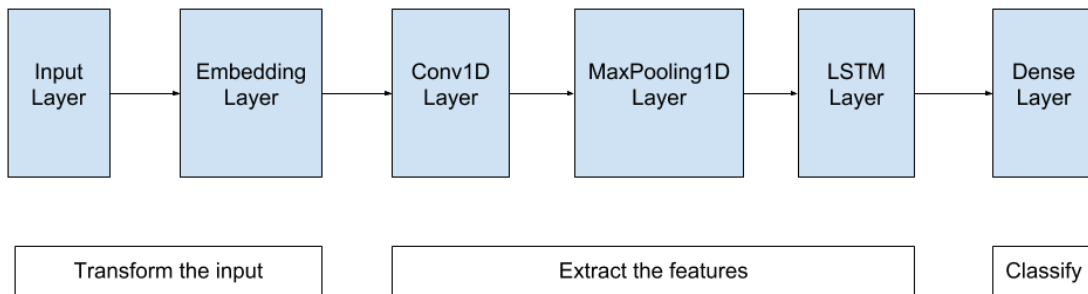 Input
Layer
Embedding
Layer
Conv1D
Layer
MaxPooling1D
Layer
LSTM
Layer
Dense
Layer
Transform the input
Extract the features
Classify